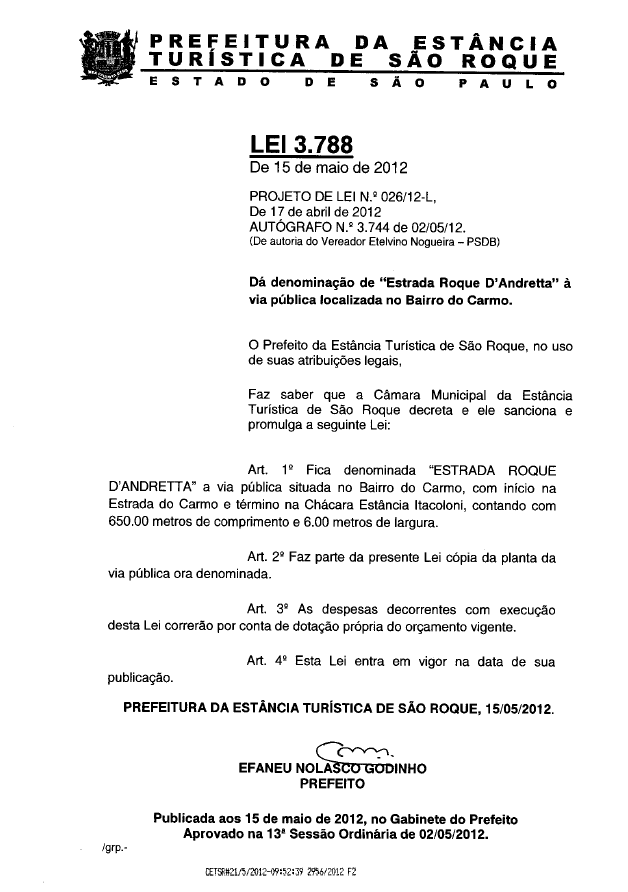 PREFEITURA DA ESTÂNCIA
TURÍSTICA DE SÃO ROQUE
ESTADO DE SÃO PAULO
LEI 3.788
De 15 de maio de 2012
PROJETO DE LEI N.º 026/12-L,
De 17 de abril de 2012
AUTÓGRAFO N.º 3.744 de 02/05/12.
(De autoria do Vereador Etelvino Nogueira – PSDB)
Dá denominação de “Estrada Roque D’Andretta” à
via pública localizada no Bairro do Carmo.
O Prefeito da Estância Turística de São Roque, no uso
de suas atribuições legais,
Faz saber que a Câmara Municipal da Estância
Turística de São Roque decreta e ele sanciona e
promulga a seguinte Lei:
Art. 1º Fica denominada “ESTRADA ROQUE
D’ANDRETTA” a via pública situada no Bairro do Carmo, com início na
Estrada do Carmo e término na Chácara Estância Itacoloni, contando com
650.00 metros de comprimento e 6.00 metros de largura.
Art. 2º Faz parte da presente Lei cópia da planta da
via pública ora denominada.
Art. 3º As despesas decorrentes com execução
desta Lei correrão por conta de dotação própria do orçamento vigente.
Art. 4º Esta Lei entra em vigor na data de sua
publicação.
PREFEITURA DA ESTÂNCIA TURÍSTICA DE SÃO ROQUE, 15/05/2012.
EFANEU NOLASCO GODINHO
PREFEITO
Publicada aos 15 de maio de 2012, no Gabinete do Prefeito
Aprovado na 13ª Sessão Ordinária de 02/05/2012.
/grp.-
CETSRH21/5/2012-09:52:39 2956/2012 F2